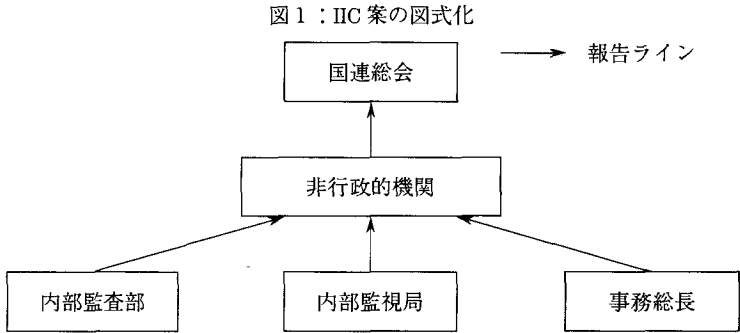 図1：IIC案の図式化
国連総会
報告ライン
非行政的機関
内部監査部
内部監視局
事務総長